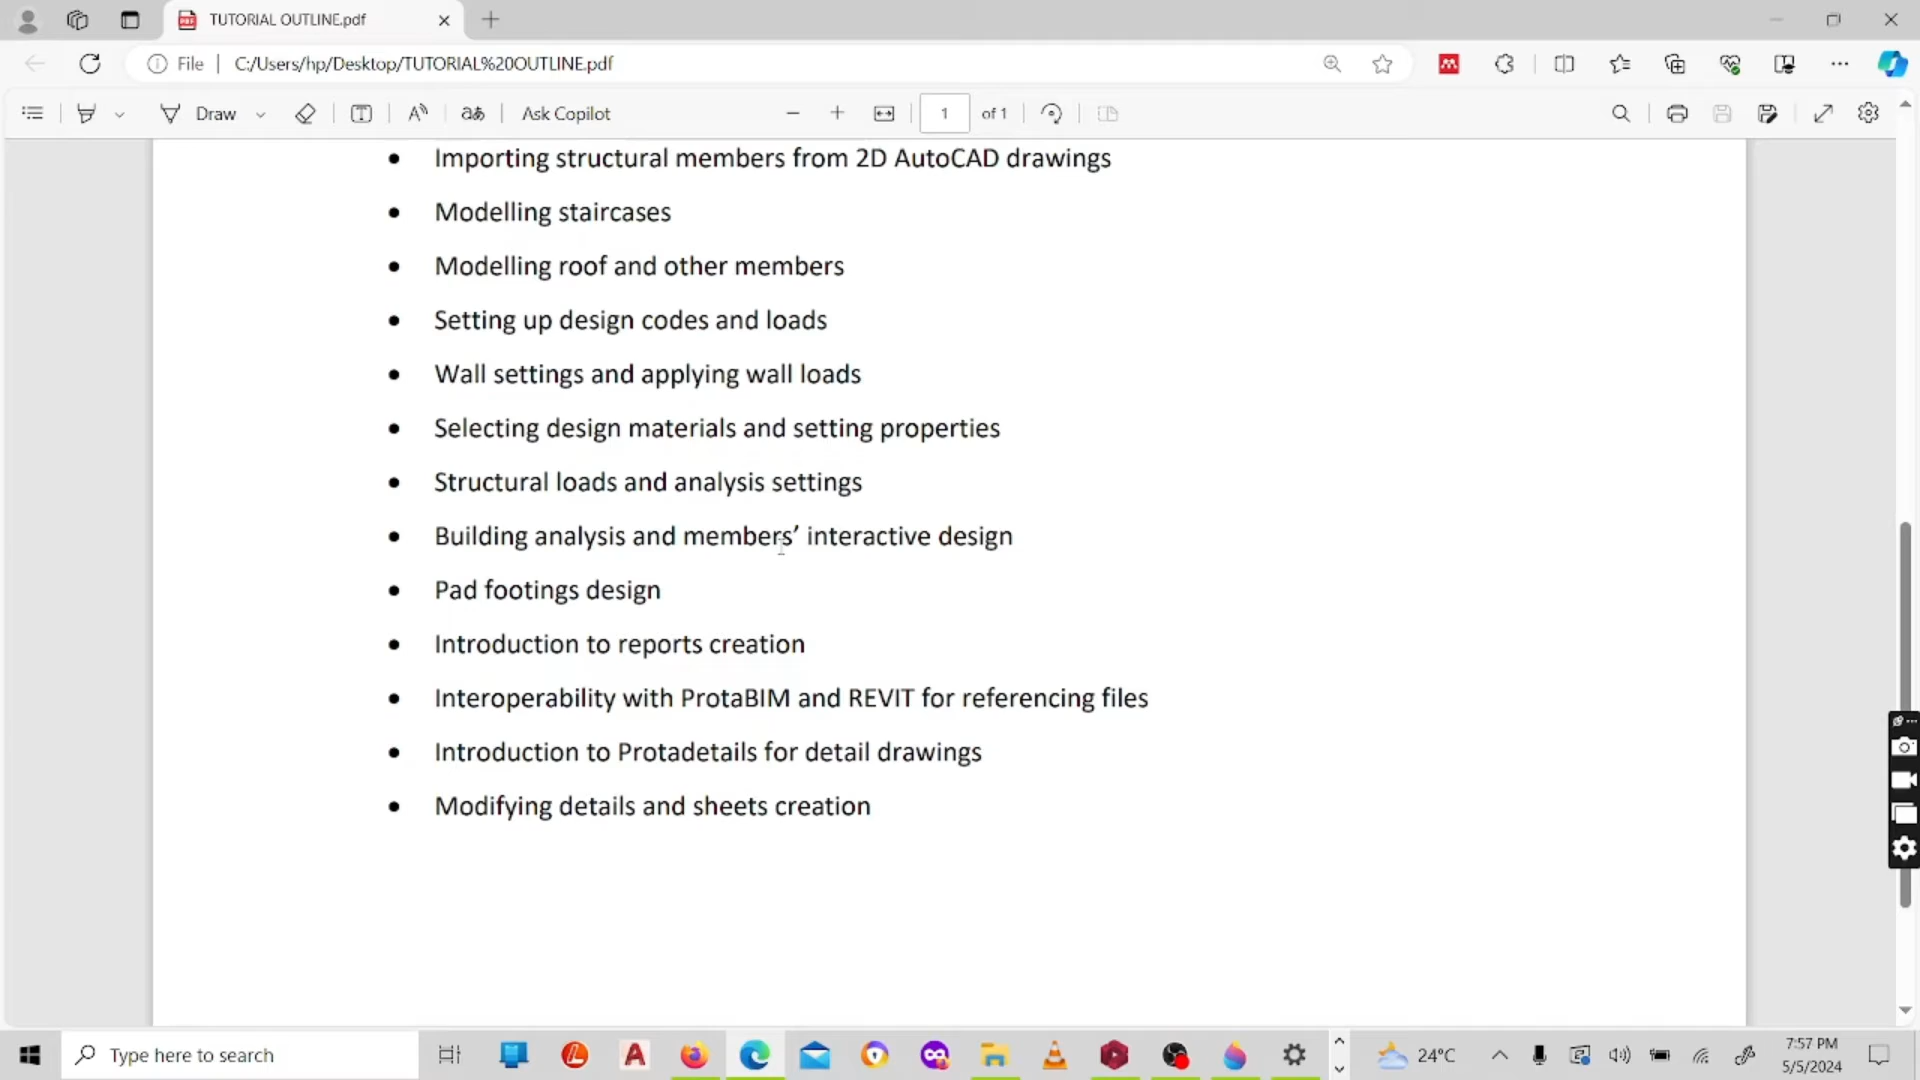 TUTORIAL OUTLINE.pdf
File C:/Users/hp/Desktop/TUTORIAL%20OUTLINE.pdf
Draw Ask Copilot 1 of 1
• Importing structural members from 2D AutoCAD drawings
• Modelling staircases
• Modelling roof and other members
• Setting up design codes and loads
• Wall settings and applying wall loads
• Selecting design materials and setting properties
• Structural loads and analysis settings
• Building analysis and members’ interactive design
• Pad footings design
• Introduction to reports creation
• Interoperability with ProtaBIM and REVIT for referencing files
• Introduction to Protadetails for detail drawings
• Modifying details and sheets creation
Type here to search 24°C 7:57 PM
5/5/2024